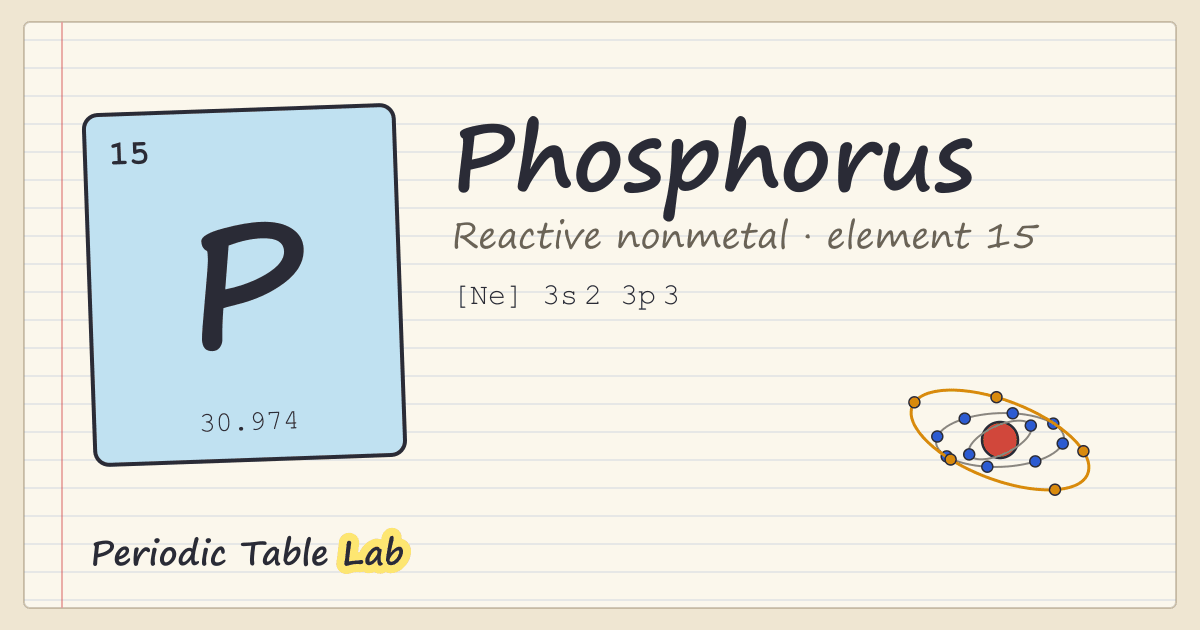 15
P
30.974
Phosphorus
Reactive nonmetal · element 15
[Ne] 3s2 3p3
Periodic Table Lab